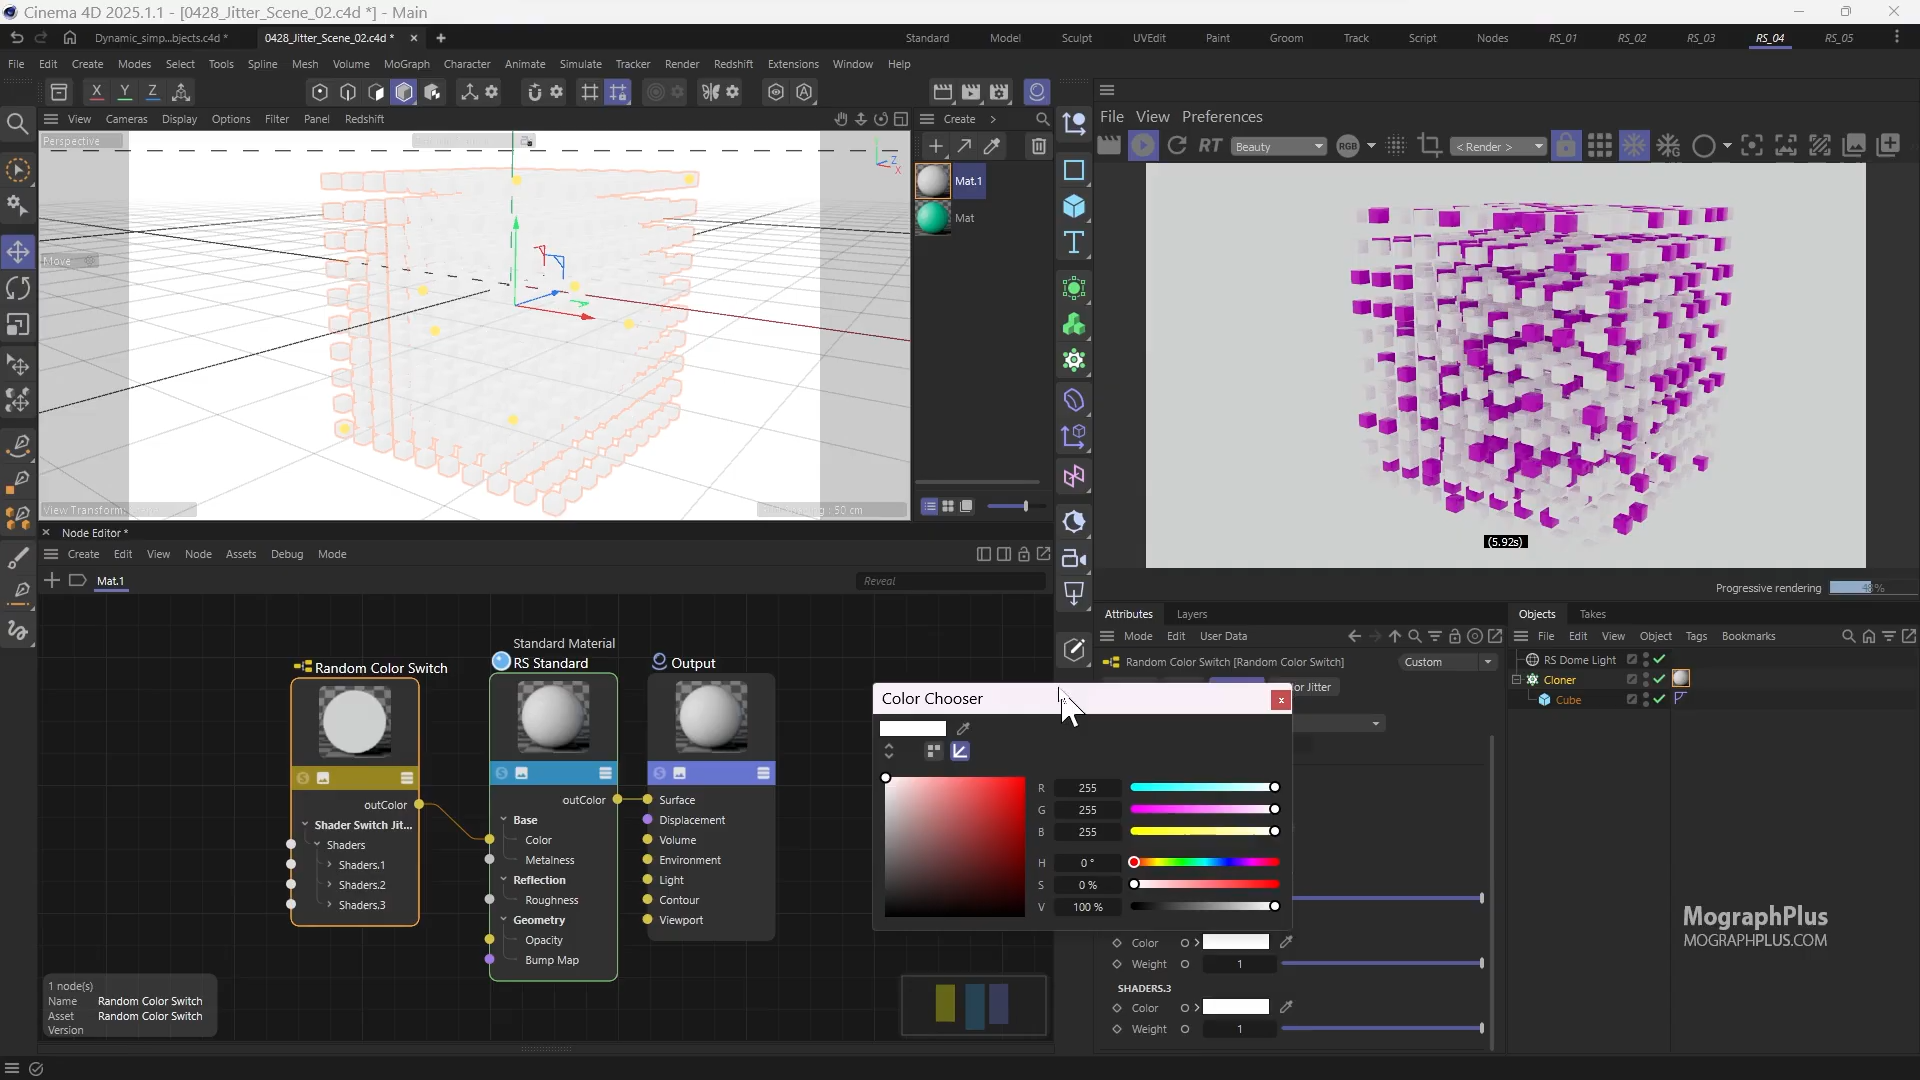 Cinema 4D 2025.1.1 - [0428_Jitter_Scene_02.c4d *] - Main
Dynamic_simp...bjects.c4d *
0428_Jitter_Scene_02.c4d *
Standard Model Sculpt UVEdit Paint Groom Track Script Nodes RS_01 RS_02 RS_03 RS_04 RS_05
File Edit Create Modes Select Tools Spline Mesh Volume MoGraph Character Animate Simulate Tracker Render Redshift Extensions Window Help
X Y Z
View Cameras Display Options Filter Panel Redshift
Create
Perspective
Z
X
Move
View Transform:
: 50 cm
Mat.1
Mat
File View Preferences
RT Beauty RGB < Render >
(5.92s)
Progressive rendering
Node Editor *
Create Edit View Node Assets Debug Mode
Mat.1
Reveal
Random Color Switch
outColor
Shader Switch Jit...
Shaders
Shaders.1
Shaders.2
Shaders.3
Standard Material
RS Standard
outColor
Base
Color
Metalness
Reflection
Roughness
Geometry
Opacity
Bump Map
Output
Surface
Displacement
Volume
Environment
Light
Contour
Viewport
1 node(s)
Name Random Color Switch
Asset Random Color Switch
Version
Attributes Layers
Mode Edit User Data
Random Color Switch [Random Color Switch]
Custom
or Jitter
Color Chooser
x
R 255
G 255
B 255
H 0 °
S 0 %
V 100 %
Color
Weight 1
SHADERS.3
Color
Weight 1
Objects Takes
File Edit View Object Tags Bookmarks
RS Dome Light
Cloner
Cube
MographPlus
MOGRAPHPLUS.COM